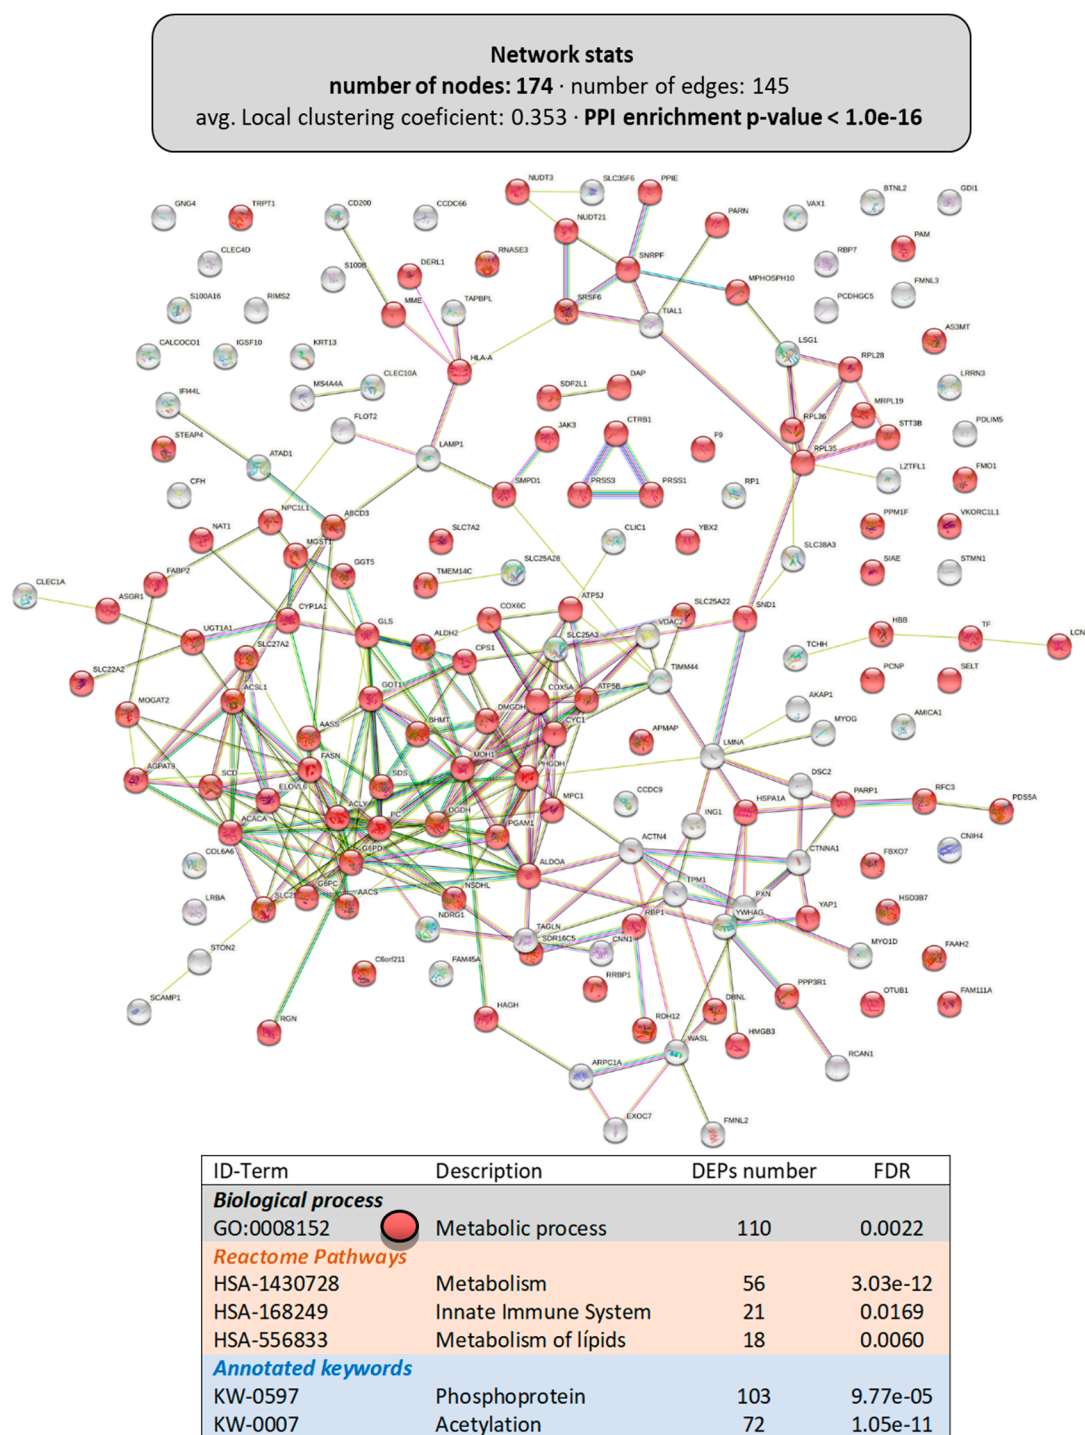 Network stats
number of nodes: 174 · number of edges: 145
avg. Local clustering coeficient: 0.353 · PPI enrichment p-value < 1.0e-16
NUDT3
SLC35F6
PPIE
BTNL2
GDI1
GNG4
TRPT1
CD200
CCDC66
NUDT21
PARN
VAX1
PAM
CLEC4D
S100B
DERL1
RNASE3
SNRPF
RBP7
MPHOSPH10
FMNL3
S100A16
RIMS2
MME
TAPBPL
SRSF6
TIAL1
PCDHGC5
AS3MT
CALCOCO1
IGSF10
KRT13
HLA-A
LSG1
RPL28
LRRN3
MS4A4A
CLEC10A
SDF2L1
DAP
IFI44L
MRPL19
FLOT2
RPL36
STT3B
PDLIM5
STEAP4
JAK3
CTRB1
F9
ATAD1
LAMP1
RPL35
CFH
SMPD1
PRSS3
PRSS1
RP1
LZTFL1
FMO1
NPC1L1
ABCD3
NAT1
SLC7A2
CLIC1
YBX2
PPM1F
VKORC1L1
MGST1
SLC25A28
SLC38A3
FABP2
GGT5
TMEM14C
SIAE
STMN1
CLEC1A
ASGR1
CYP1A1
COX6C
ATP5J
SLC25A22
SND1
UGT1A1
GLS
ALDH2
SLC25A3
VDAC2
HBB
TF
LCN
SLC27A2
CPS1
TCHH
SLC22A2
TIMM44
PCNP
SELT
ACSL1
GOT1
COX5A
ATP5B
MOGAT2
DMGDH
AKAP1
AASS
BHMT
CYC1
APMAP
MYOG
AMICA1
FASN
MOH1
LMNA
AGPAT9
SCD
SDS
PHGDH
DSC2
ELOVL6
CCDC9
HSPA1A
PARP1
RFC3
PDS5A
ACLY
MPC1
ACACA
PC
OGDH
PGAM1
ING1
ACTN4
CTNNA1
CNIH4
COL6A6
G6PD
ALDOA
FBXO7
G6PC
TPM1
LRBA
AACS
NSDHL
PXN
YAP1
HSD3B7
NDRG1
TAGLN
RBP1
YWHAG
STON2
SDR16C5
CNN1
MYO1D
C6orf211
FAM45A
FAAH2
RRBP1
SCAMP1
PPP3R1
OTUB1
FAM111A
RGN
HAGH
DBNL
RDH12
HMGB3
WASL
ARPC1A
RCAN1
EXOC7
FMNL2
ID-Term Description DEPs number FDR
Biological process
GO:0008152 Metabolic process 110 0.0022
Reactome Pathways
HSA-1430728 Metabolism 56 3.03e-12
HSA-168249 Innate Immune System 21 0.0169
HSA-556833 Metabolism of lípids 18 0.0060
Annotated keywords
KW-0597 Phosphoprotein 103 9.77e-05
KW-0007 Acetylation 72 1.05e-11